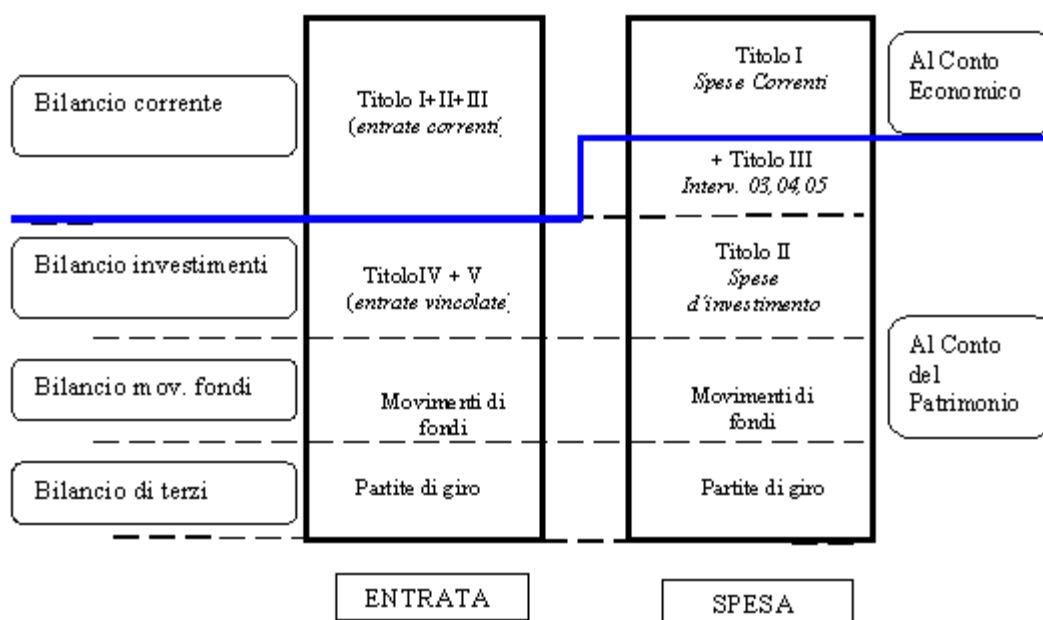 Bilancio corrente
Titolo I+II+III
(entrate correnti)
Titolo I
Spese Correnti
Al Conto
Economico
+ Titolo III
Interv. 03,04,05
Bilancio investimenti
TitoloIV + V
(entrate vincolate)
Titolo II
Spese
d'investimento
Bilancio mov. fondi
Movimenti di
fondi
Movimenti di
fondi
Al Conto
del
Patrimonio
Bilancio di terzi
Partite di giro
Partite di giro
ENTRATA
SPESA